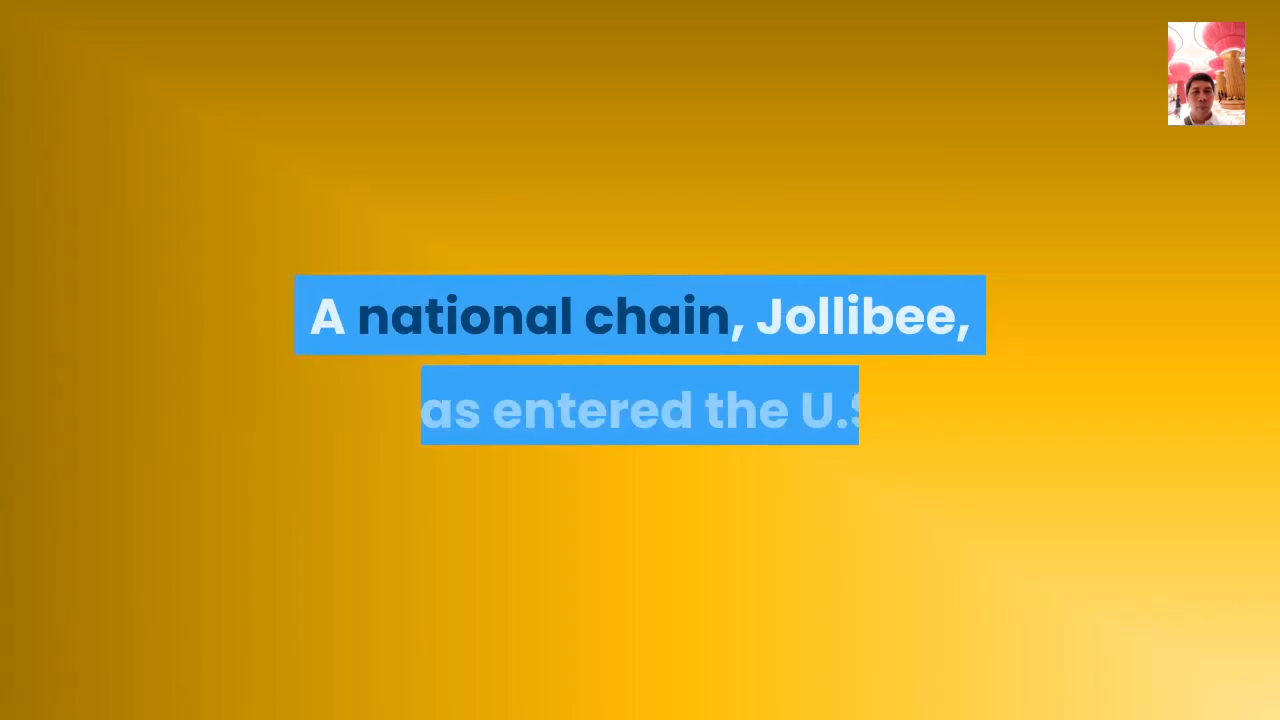 A national chain, Jollibee,
as entered the U.S